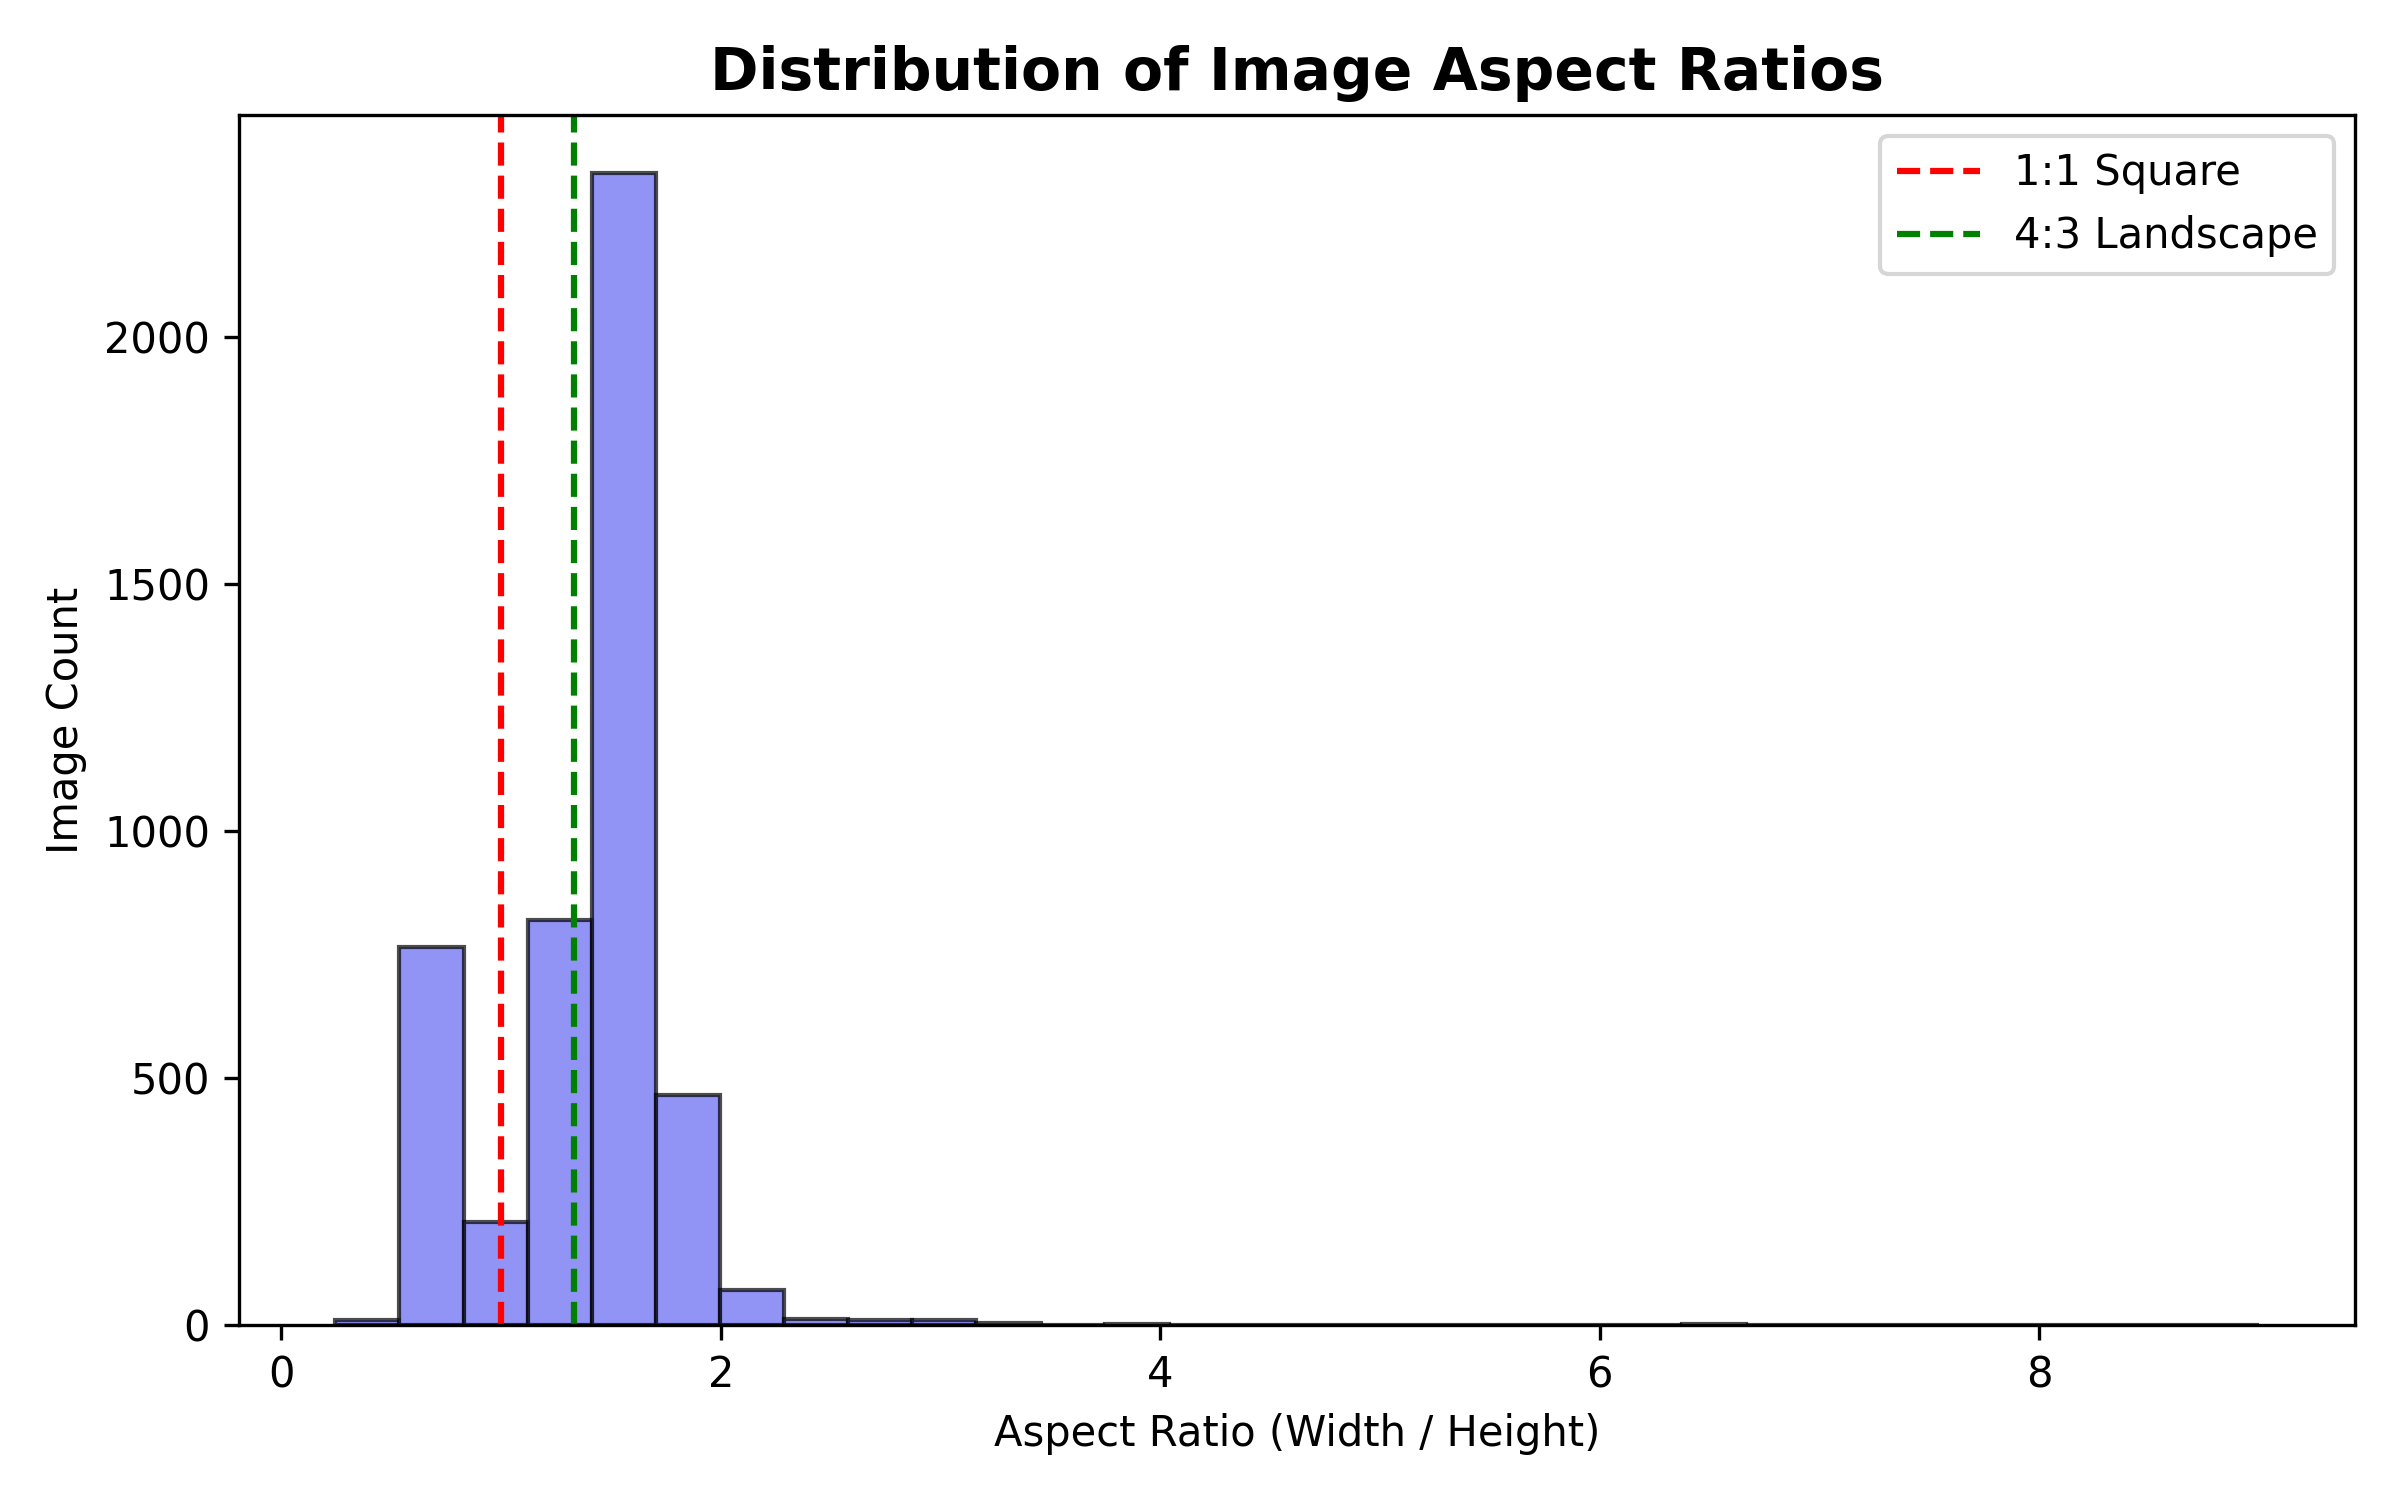 Distribution of Image Aspect Ratios
1:1 Square
4:3 Landscape
Image Count
2000
1500
1000
500
0
0 2 4 6 8
Aspect Ratio (Width / Height)